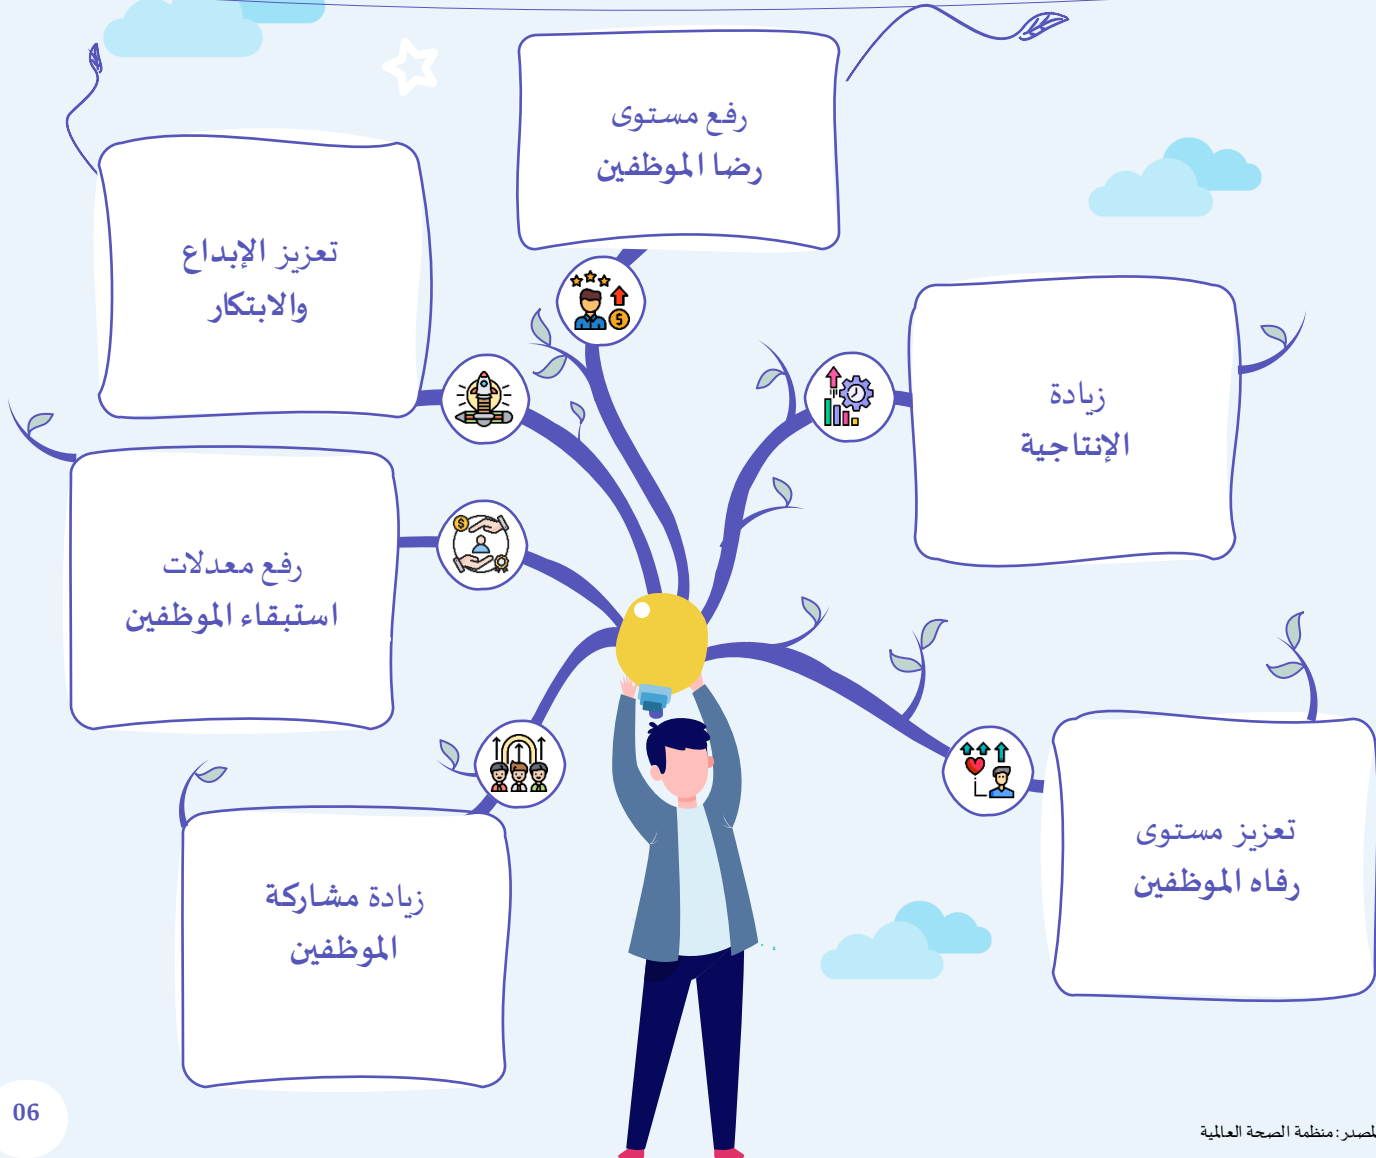 رفع مستوى
رضا الموظفين
تعزيز الإبداع
والابتكار
زيادة
الإنتاجية
رفع معدلات
استبقاء الموظفين
تعزيز مستوى
رفاه الموظفين
زيادة مشاركة
الموظفين
06
لمصدر: منظمة الصحة العالمية